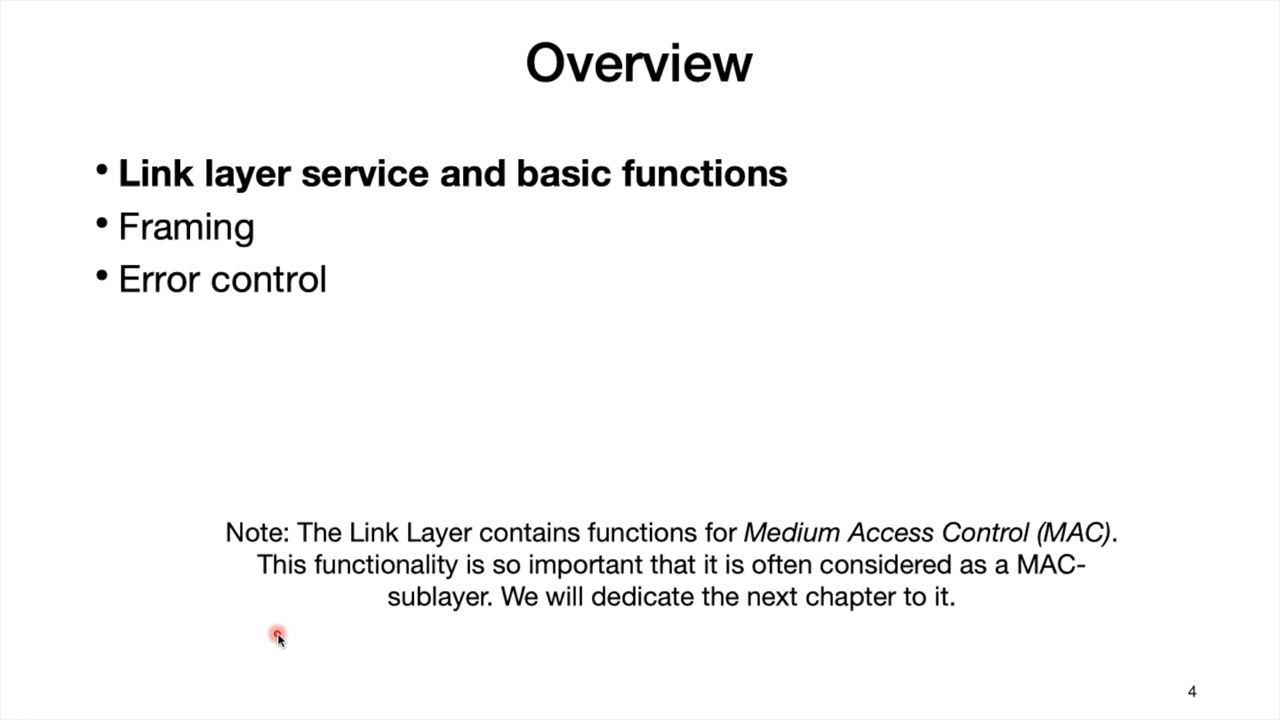 Overview
• Link layer service and basic functions
• Framing
• Error control
Note: The Link Layer contains functions for Medium Access Control (MAC).
This functionality is so important that it is often considered as a MAC-
sublayer. We will dedicate the next chapter to it.
4